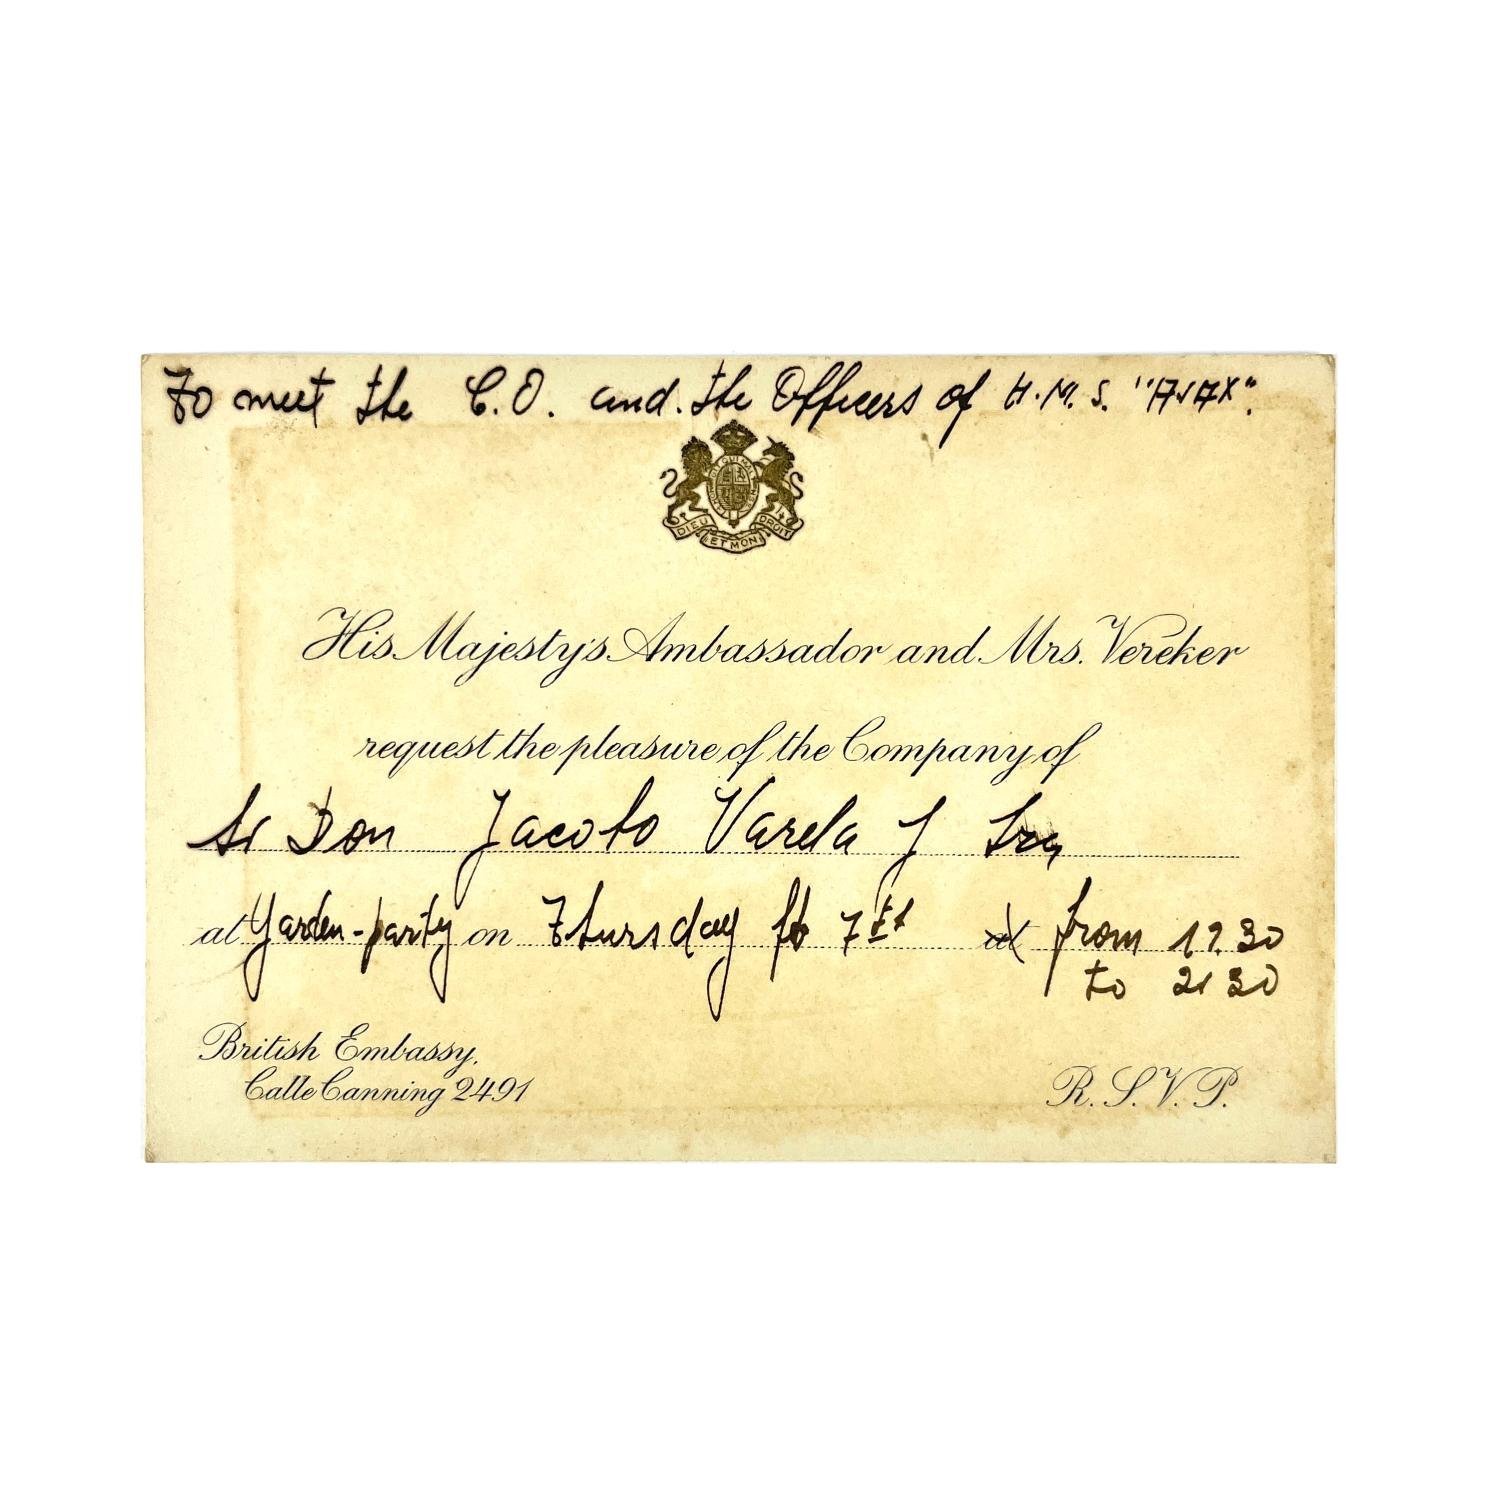 To meet the C.O. and the Officers of H.M.S. "AJAX".
DIEU ET MON DROIT
His Majesty's Ambassador and Mrs. Vereker
request the pleasure of the Company of
Sr Don Jacobo Varela y Sra
at Garden-party on Thursday 7th at from 19.30
to 21 30
British Embassy,
Calle Canning 2491
R. S. V. P.